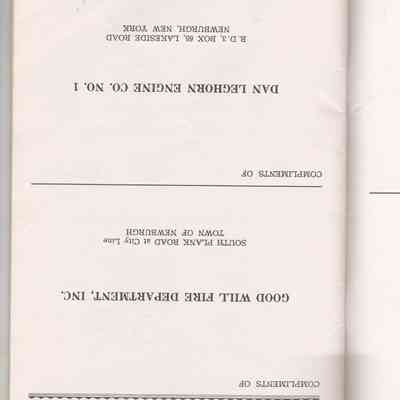 COMPLIMENTS OF
GOOD WILL FIRE DEPARTMENT, INC.
SOUTH PLANK ROAD at City Line
TOWN OF NEWBURGH
COMPLIMENTS OF
DAN LEGHORN ENGINE CO. NO. 1
R. D. 3, BOX 60, LAKESIDE ROAD
NEWBURGH, NEW YORK